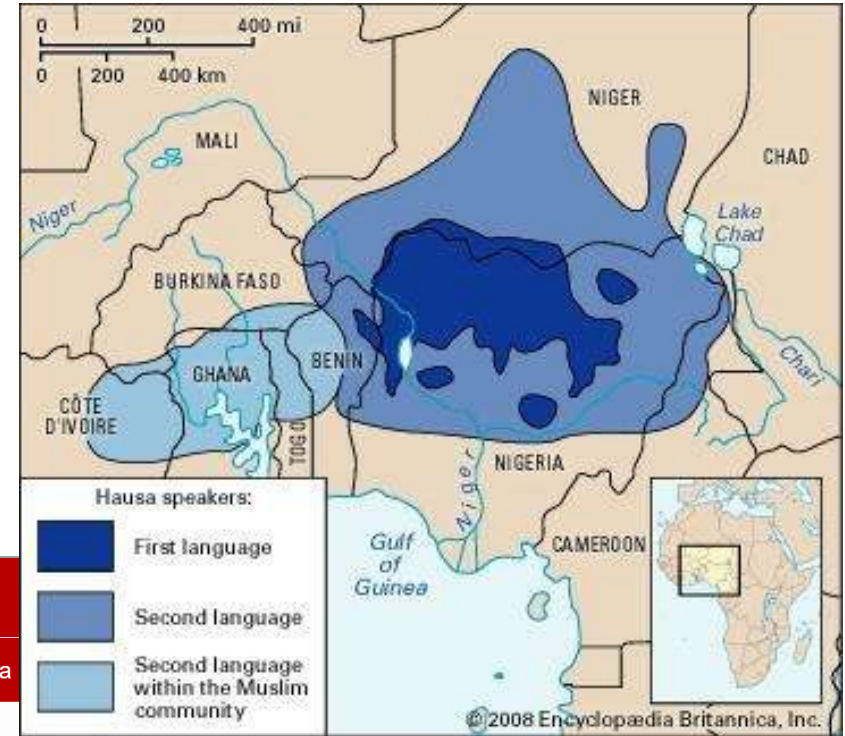 0 200 400 mi
0 200 400 km
NIGER
MALI
CHAD
Niger
Lake
Chad
BURKINA FASO
BENIN
GHANA
Chari
CÔTE
D'IVOIRE
TOGO
NIGERIA
Niger
Hausa speakers:
First language
Second language
Second language
within the Muslim
community
Gulf
of
Guinea
CAMEROON
a
© 2008 Encyclopædia Britannica, Inc.